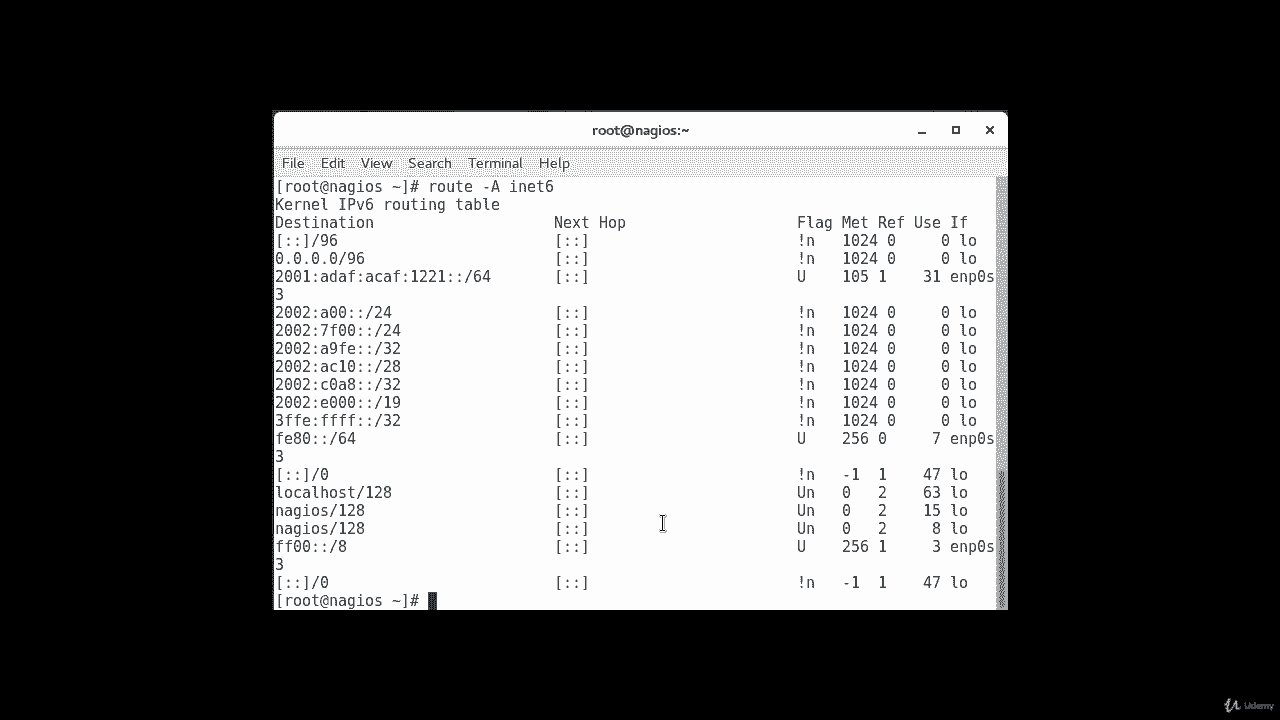 root@nagios:~
File Edit View Search Terminal Help
[root@nagios ~]# route -A inet6
Kernel IPv6 routing table
Destination                    Next Hop                   Flag Met Ref Use If
[::]/96                        [::]                       !n   1024 0     0 lo
0.0.0.0/96                     [::]                       !n   1024 0     0 lo
2001:adaf:acaf:1221::/64       [::]                       U    105 1    31 enp0s
3
2002:a00::/24                  [::]                       !n   1024 0     0 lo
2002:7f00::/24                 [::]                       !n   1024 0     0 lo
2002:a9fe::/32                 [::]                       !n   1024 0     0 lo
2002:ac10::/28                 [::]                       !n   1024 0     0 lo
2002:c0a8::/32                 [::]                       !n   1024 0     0 lo
2002:e000::/19                 [::]                       !n   1024 0     0 lo
3ffe:ffff::/32                 [::]                       !n   1024 0     0 lo
fe80::/64                      [::]                       U    256 0     7 enp0s
3
[::]/0                         [::]                       !n   -1  1    47 lo
localhost/128                  [::]                       Un   0   2    63 lo
nagios/128                     [::]                       Un   0   2    15 lo
nagios/128                     [::]                       Un   0   2     8 lo
ff00::/8                       [::]                       U    256 1     3 enp0s
3
[::]/0                         [::]                       !n   -1  1    47 lo
[root@nagios ~]#
Udemy